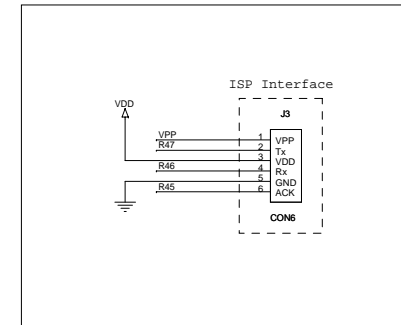 ISP Interface
J3
VDD
VPP 1 VPP
R47 2 Tx
3 VDD
R46 4 Rx
5 GND
R45 6 ACK
CON6